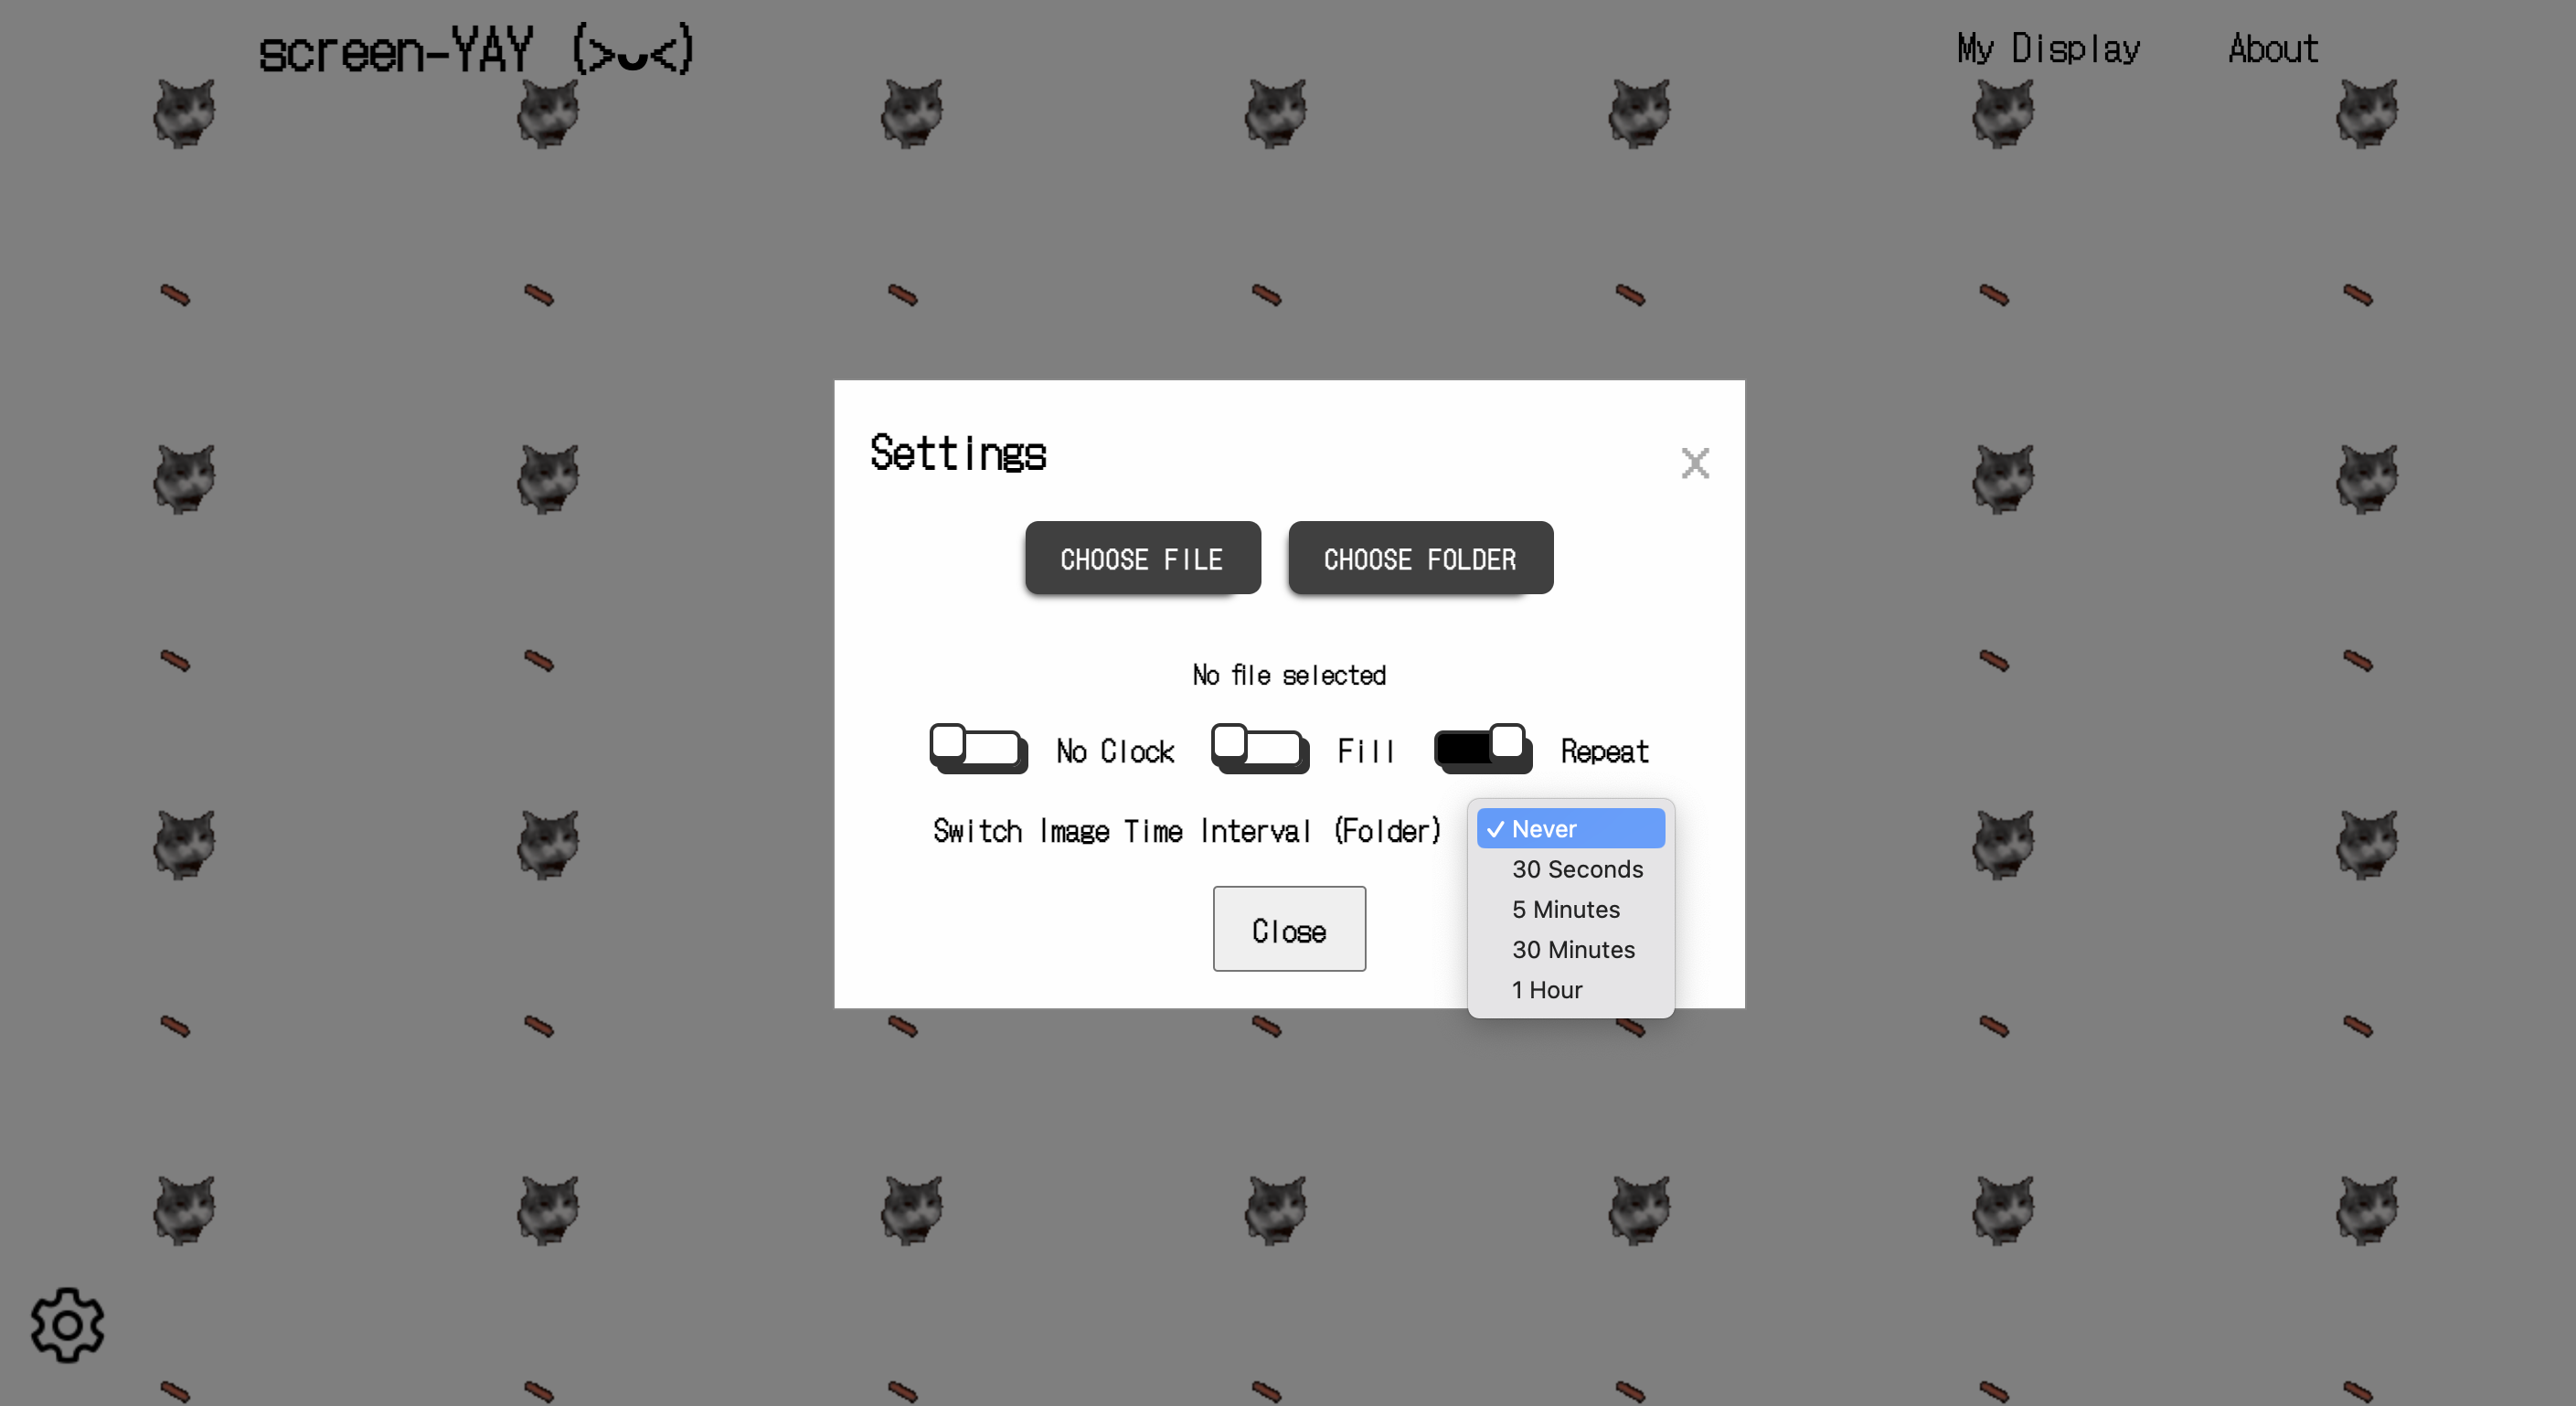 screen-YAY (>ᴗ<)
My Display
About
Settings
X
CHOOSE FILE
CHOOSE FOLDER
No file selected
No Clock
Fill
Repeat
Switch Image Time Interval (Folder)
✓ Never
30 Seconds
5 Minutes
30 Minutes
1 Hour
Close